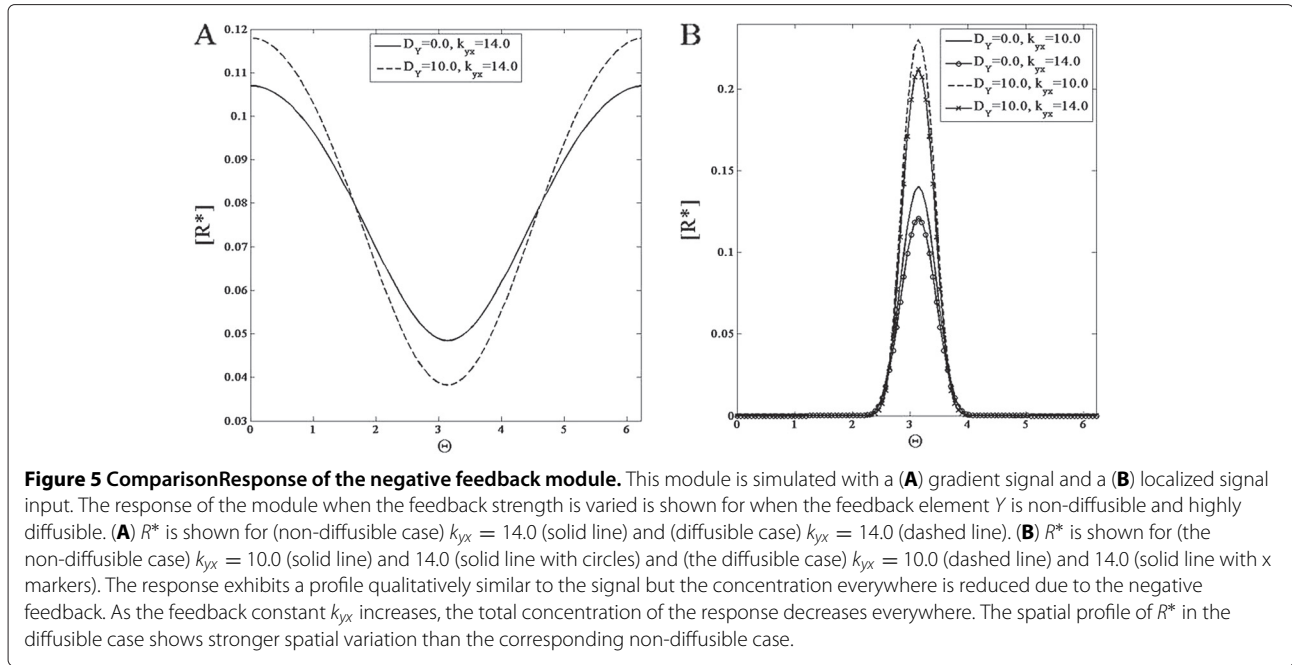 A
D_Y=0.0, k_yx=14.0
D_Y=10.0, k_yx=14.0
[R*]
0.12
0.11
0.1
0.09
0.08
0.07
0.06
0.05
0.04
0.03
0 1 2 3 4 5 6
Θ
B
D_Y=0.0, k_yx=10.0
D_Y=0.0, k_yx=14.0
D_Y=10.0, k_yx=10.0
D_Y=10.0, k_yx=14.0
[R*]
0.2
0.15
0.1
0.05
0
0 1 2 3 4 5 6
Θ
Figure 5 ComparisonResponse of the negative feedback module. This module is simulated with a (A) gradient signal and a (B) localized signal
input. The response of the module when the feedback strength is varied is shown for when the feedback element Y is non-diffusible and highly
diffusible. (A) R* is shown for (non-diffusible case) k_yx = 14.0 (solid line) and (diffusible case) k_yx = 14.0 (dashed line). (B) R* is shown for (the
non-diffusible case) k_yx = 10.0 (solid line) and 14.0 (solid line with circles) and (the diffusible case) k_yx = 10.0 (dashed line) and 14.0 (solid line with x
markers). The response exhibits a profile qualitatively similar to the signal but the concentration everywhere is reduced due to the negative
feedback. As the feedback constant k_yx increases, the total concentration of the response decreases everywhere. The spatial profile of R* in the
diffusible case shows stronger spatial variation than the corresponding non-diffusible case.